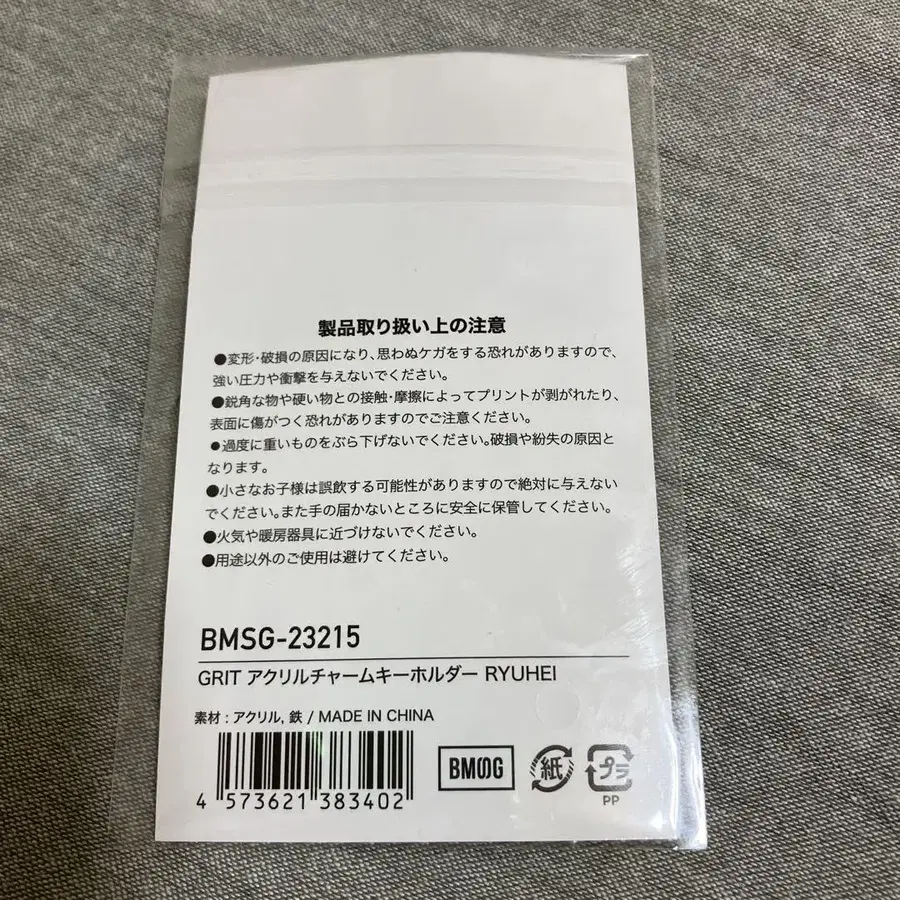 製品取り扱い上の注意
●変形・破損の原因になり、思わぬケガをする恐れがありますので、
強い圧力や衝撃を与えないでください。
●鋭角な物や硬い物との接触・摩擦によってプリントが剥がれたり、
表面に傷がつく恐れがありますのでご注意ください。
●過度に重いものをぶら下げないでください。破損や紛失の原因と
なります。
●小さなお子様は誤飲する可能性がありますので絶対に与えない
でください。また手の届かないところに安全に保管してください。
●火気や暖房器具に近づけないでください。
●用途以外のご使用は避けてください。
BMSG-23215
GRIT アクリルチャームキーホルダー RYUHEI
素材 : アクリル, 鉄 / MADE IN CHINA
4 573621 383402
BMSG
紙
プラ
PP